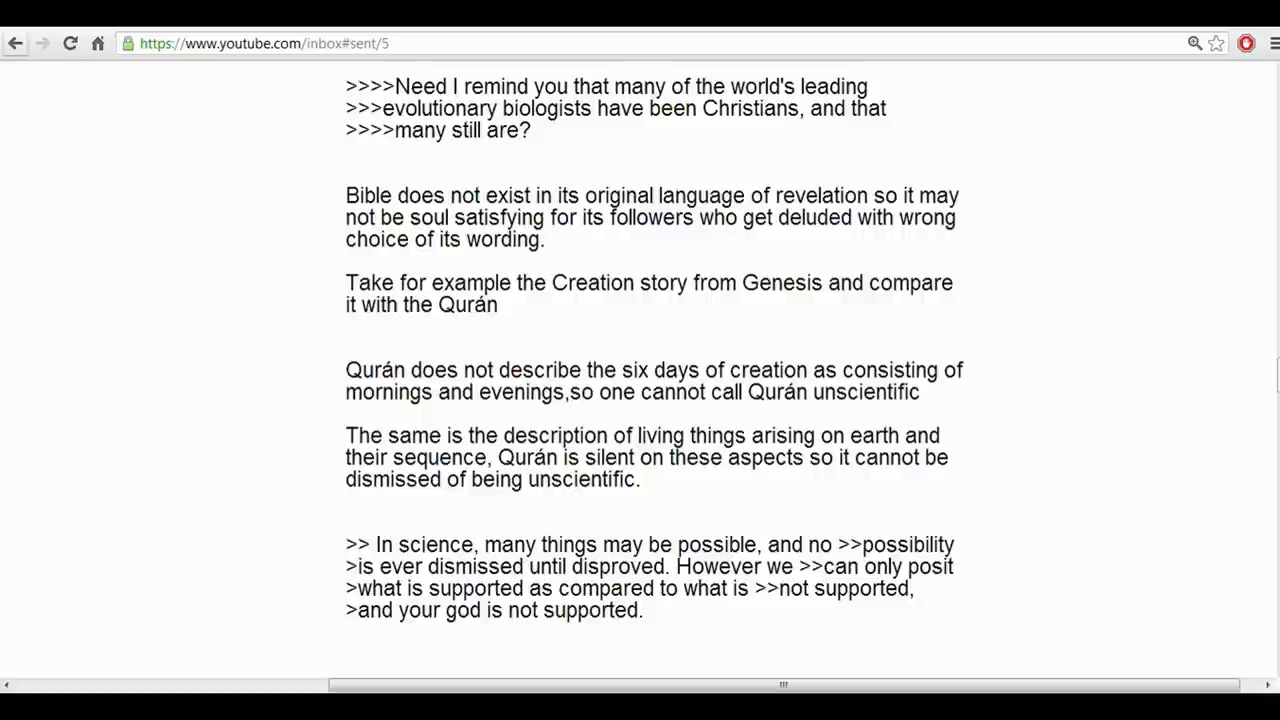 https://www.youtube.com/inbox#sent/5
>>>>Need I remind you that many of the world's leading
>>>evolutionary biologists have been Christians, and that
>>>>many still are?
Bible does not exist in its original language of revelation so it may
not be soul satisfying for its followers who get deluded with wrong
choice of its wording.
Take for example the Creation story from Genesis and compare
it with the Qurán
Qurán does not describe the six days of creation as consisting of
mornings and evenings,so one cannot call Qurán unscientific
The same is the description of living things arising on earth and
their sequence, Qurán is silent on these aspects so it cannot be
dismissed of being unscientific.
>> In science, many things may be possible, and no >>possibility
>is ever dismissed until disproved. However we >>can only posit
>what is supported as compared to what is >>not supported,
>and your god is not supported.